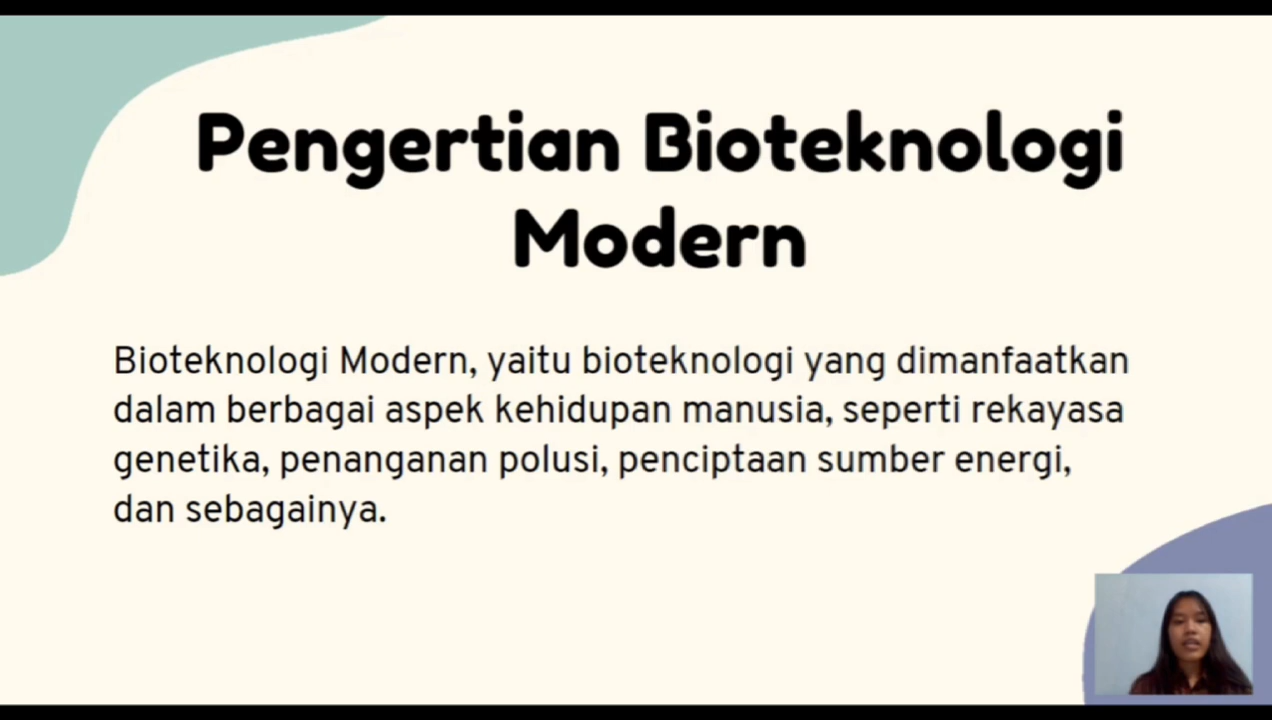 Pengertian Bioteknologi
Modern
Bioteknologi Modern, yaitu bioteknologi yang dimanfaatkan
dalam berbagai aspek kehidupan manusia, seperti rekayasa
genetika, penanganan polusi, penciptaan sumber energi,
dan sebagainya.